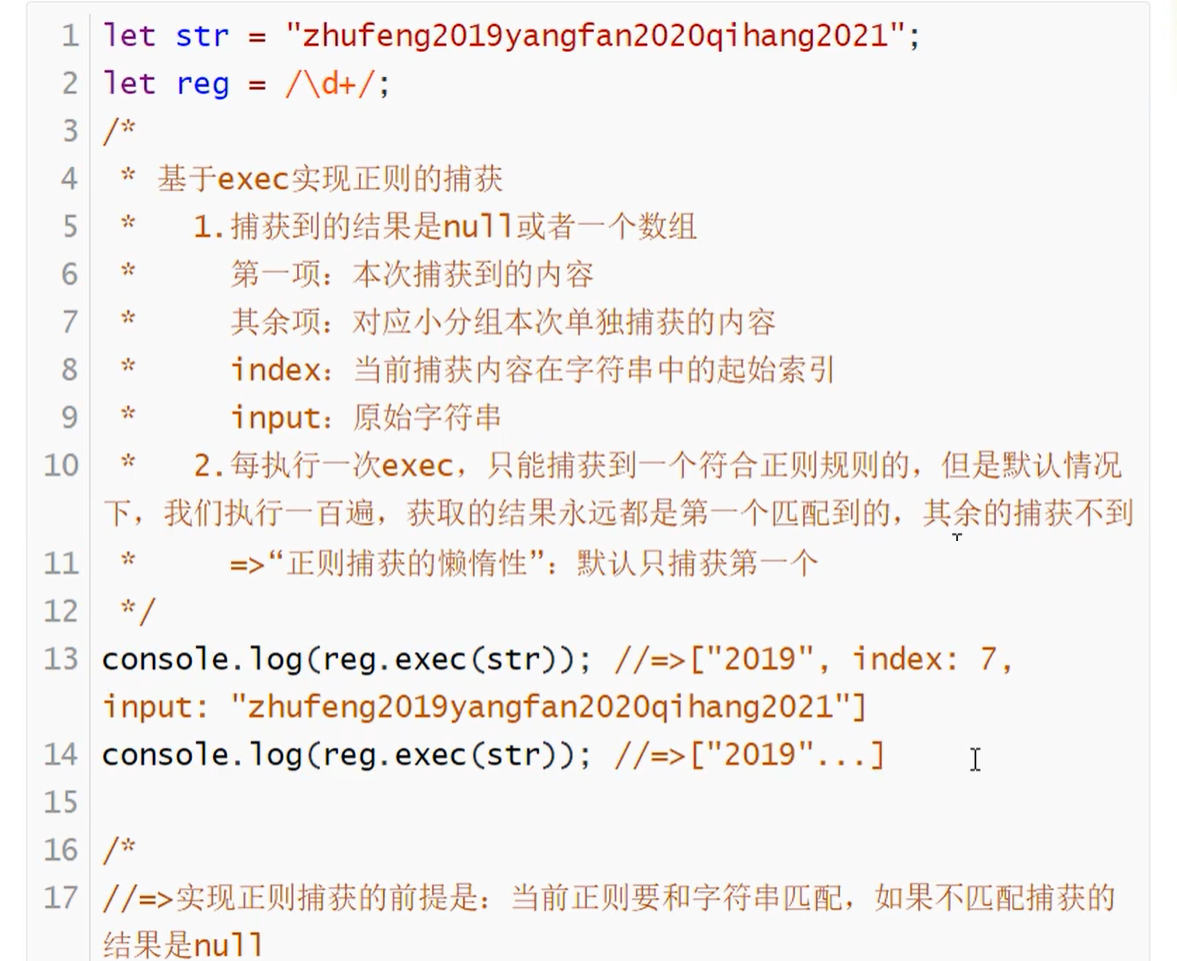 1 let str = "zhufeng2019yangfan2020qihang2021";
2 let reg = /\d+/;
3 /*
4  * 基于exec实现正则的捕获
5  *   1.捕获到的结果是null或者一个数组
6  *     第一项：本次捕获到的内容
7  *     其余项：对应小分组本次单独捕获的内容
8  *     index：当前捕获内容在字符串中的起始索引
9  *     input：原始字符串
10  *   2.每执行一次exec，只能捕获到一个符合正则规则的，但是默认情况
下，我们执行一百遍，获取的结果永远都是第一个匹配到的，其余的捕获不到
11  *     =>“正则捕获的懒惰性”：默认只捕获第一个
12  */
13 console.log(reg.exec(str)); //=>["2019", index: 7,
input: "zhufeng2019yangfan2020qihang2021"]
14 console.log(reg.exec(str)); //=>["2019"...]
15
16 /*
17 //=>实现正则捕获的前提是：当前正则要和字符串匹配，如果不匹配捕获的
结果是null